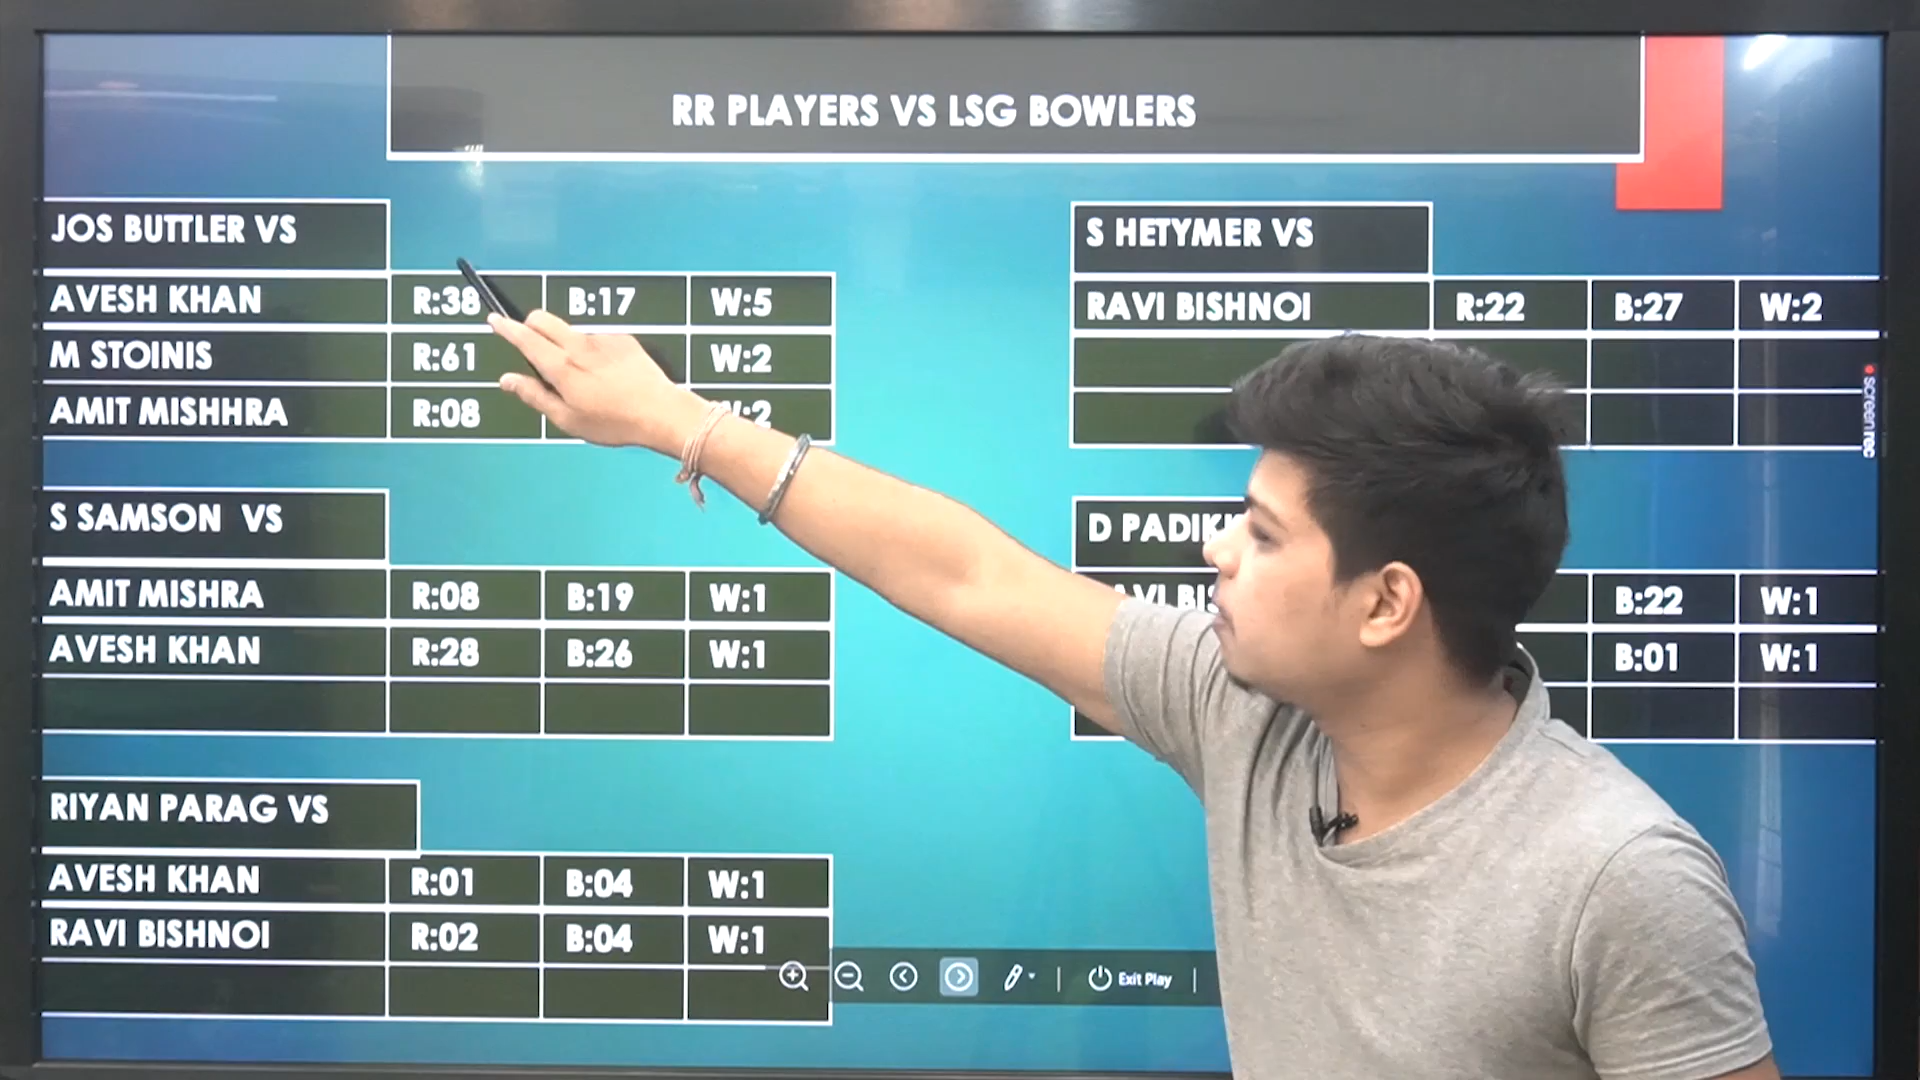 RR PLAYERS VS LSG BOWLERS
JOS BUTTLER VS
AVESH KHAN R:38 B:17 W:5
M STOINIS R:61 W:2
AMIT MISHHRA R:08 W:2
S SAMSON VS
AMIT MISHRA R:08 B:19 W:1
AVESH KHAN R:28 B:26 W:1
RIYAN PARAG VS
AVESH KHAN R:01 B:04 W:1
RAVI BISHNOI R:02 B:04 W:1
S HETYMER VS
RAVI BISHNOI R:22 B:27 W:2
D
B:22 W:1
B:01 W:1
Exit Play
screenrec